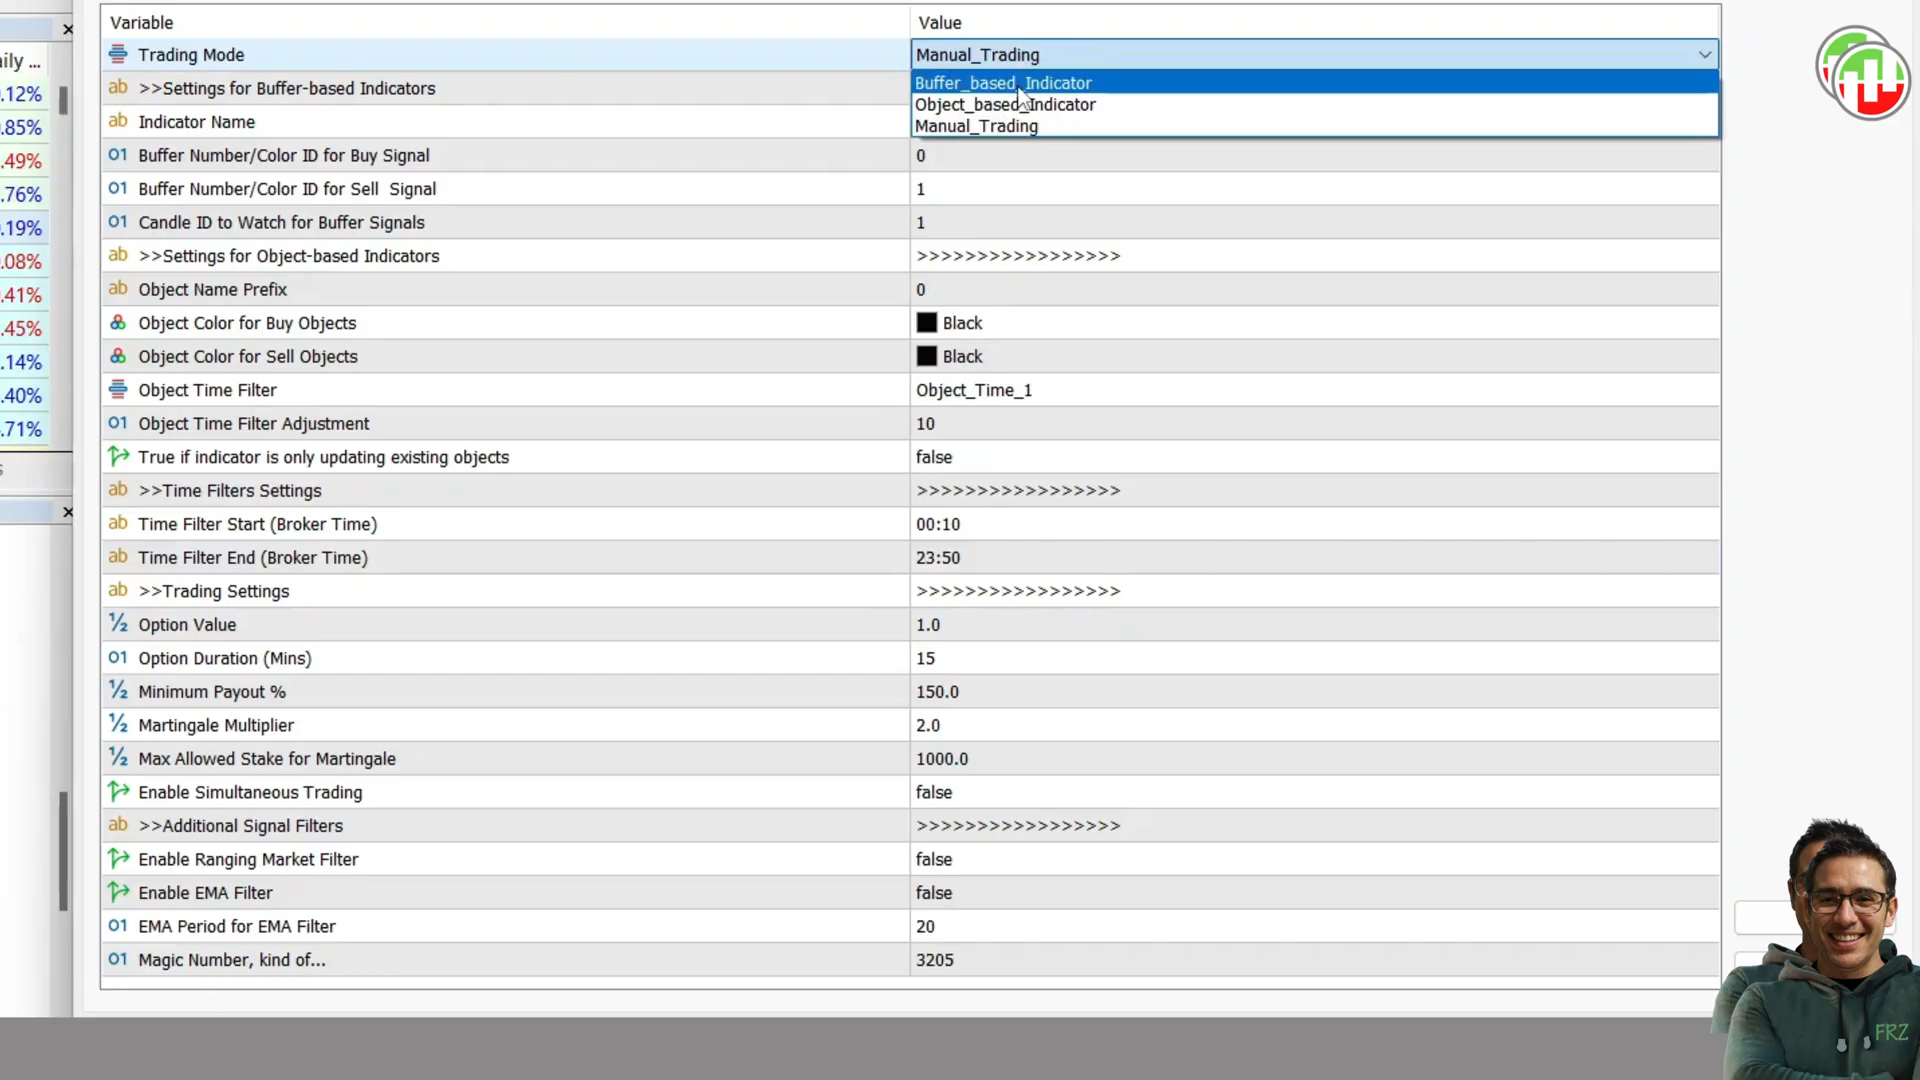 Variable Value
ily ...
Trading Mode Manual_Trading
Buffer_based_Indicator
Object_based_Indicator
Manual_Trading
.12% >>Settings for Buffer-based Indicators
.85% Indicator Name
.49% Buffer Number/Color ID for Buy Signal 0
.76% Buffer Number/Color ID for Sell  Signal 1
.19% Candle ID to Watch for Buffer Signals 1
.08% >>Settings for Object-based Indicators >>>>>>>>>>>>>>>>>
.41% Object Name Prefix 0
.45% Object Color for Buy Objects Black
.14% Object Color for Sell Objects Black
.40% Object Time Filter Object_Time_1
.71% Object Time Filter Adjustment 10
True if indicator is only updating existing objects false
>>Time Filters Settings >>>>>>>>>>>>>>>>>
Time Filter Start (Broker Time) 00:10
Time Filter End (Broker Time) 23:50
>>Trading Settings >>>>>>>>>>>>>>>>>
Option Value 1.0
Option Duration (Mins) 15
Minimum Payout % 150.0
Martingale Multiplier 2.0
Max Allowed Stake for Martingale 1000.0
Enable Simultaneous Trading false
>>Additional Signal Filters >>>>>>>>>>>>>>>>>
Enable Ranging Market Filter false
Enable EMA Filter false
EMA Period for EMA Filter 20
Magic Number, kind of... 3205
FRZ